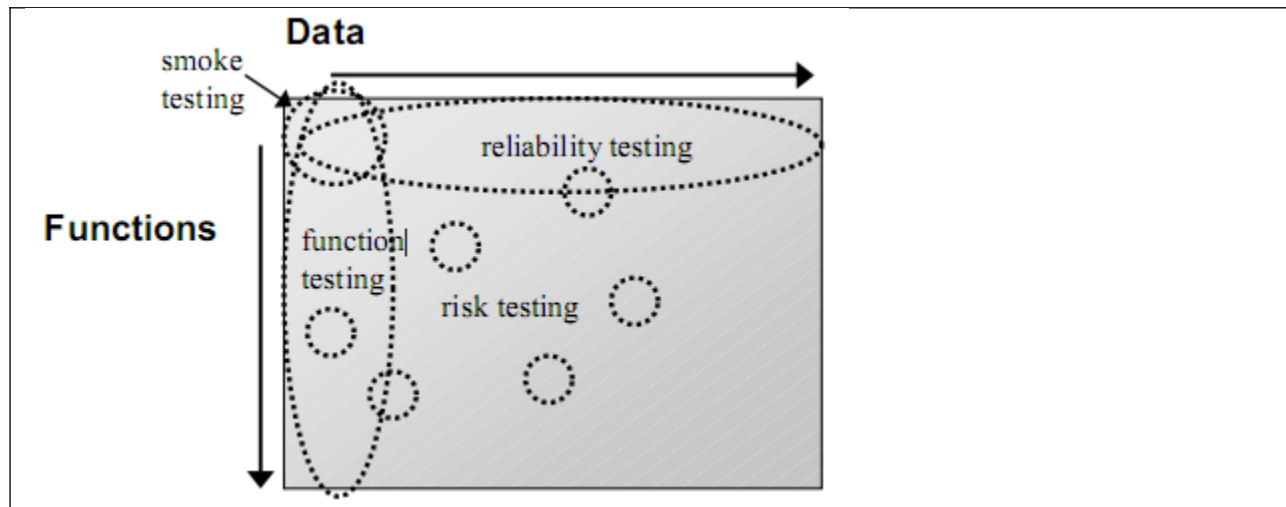 Data
smoke
testing
reliability testing
Functions
function
testing
risk testing